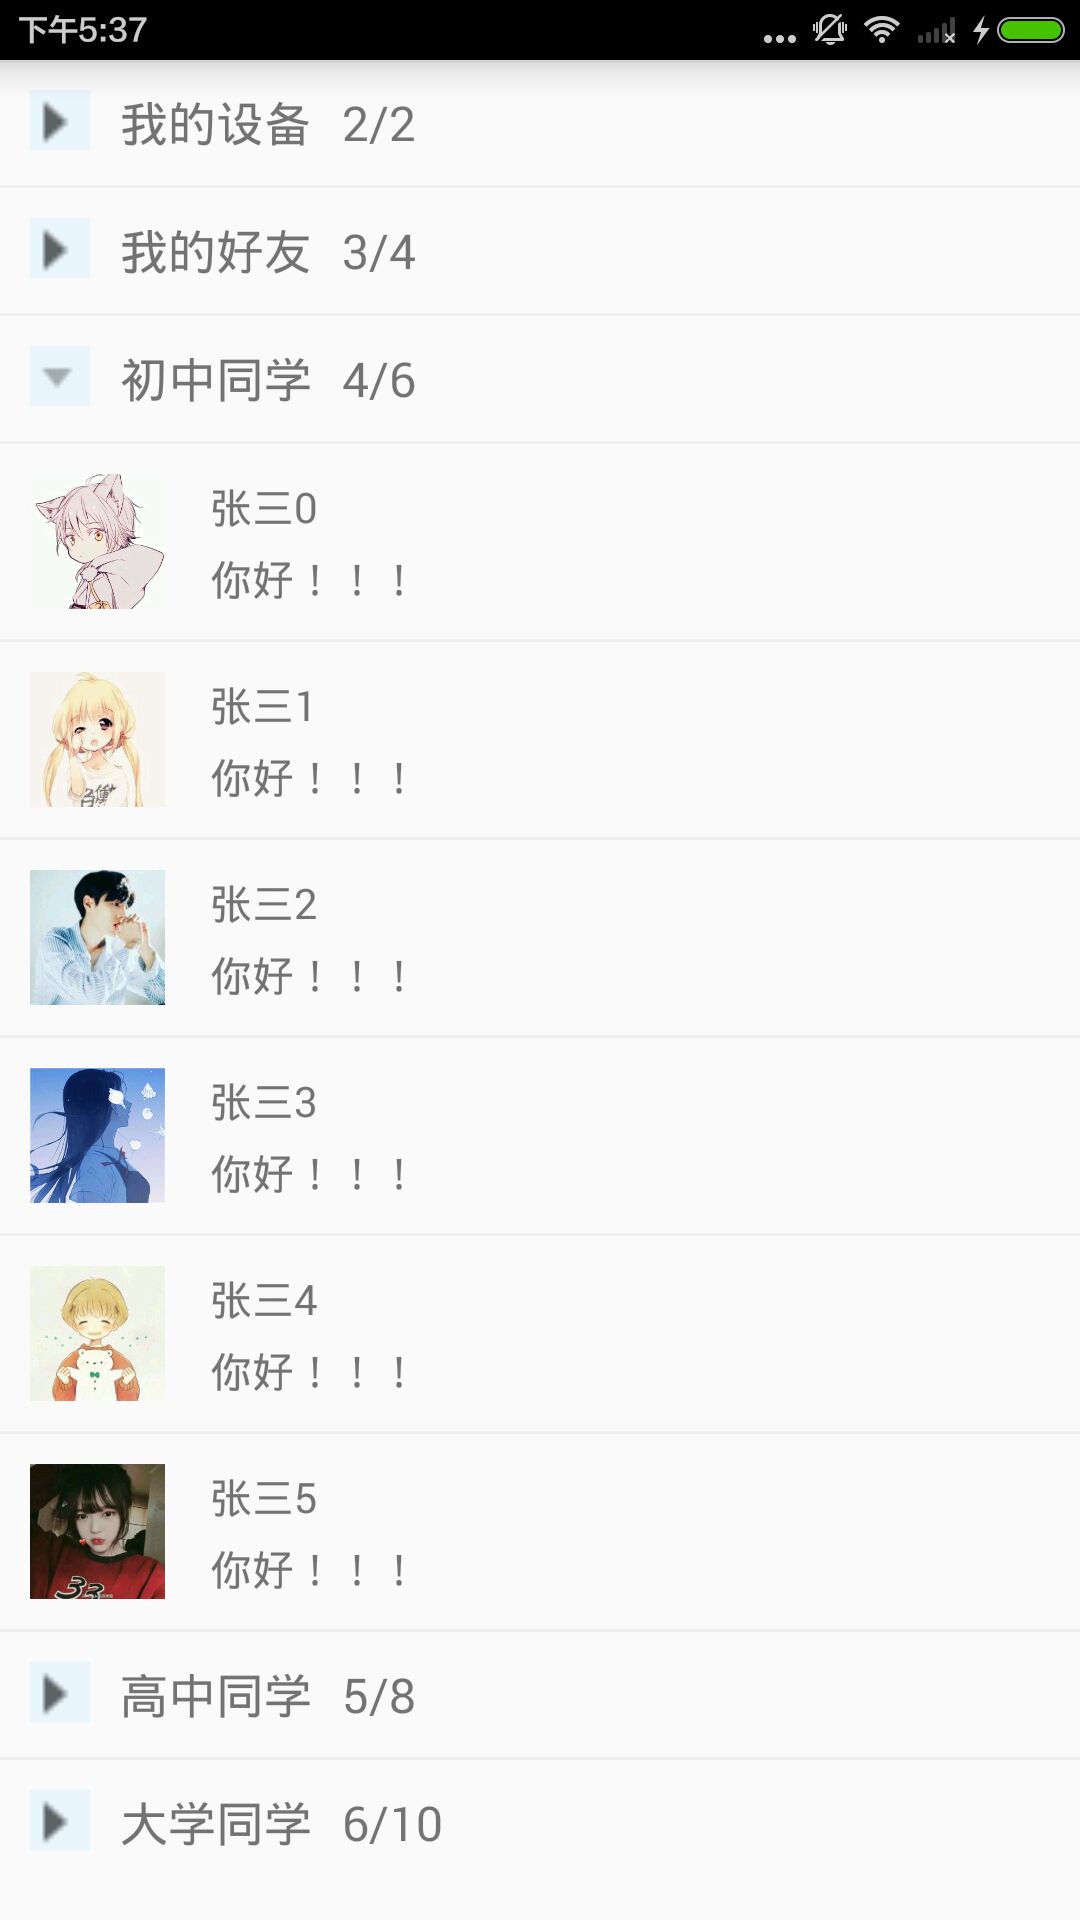 下午5:37
我的设备 2/2
我的好友 3/4
初中同学 4/6
张三0
你好！！！
张三1
你好！！！
张三2
你好！！！
张三3
你好！！！
张三4
你好！！！
张三5
你好！！！
高中同学 5/8
大学同学 6/10